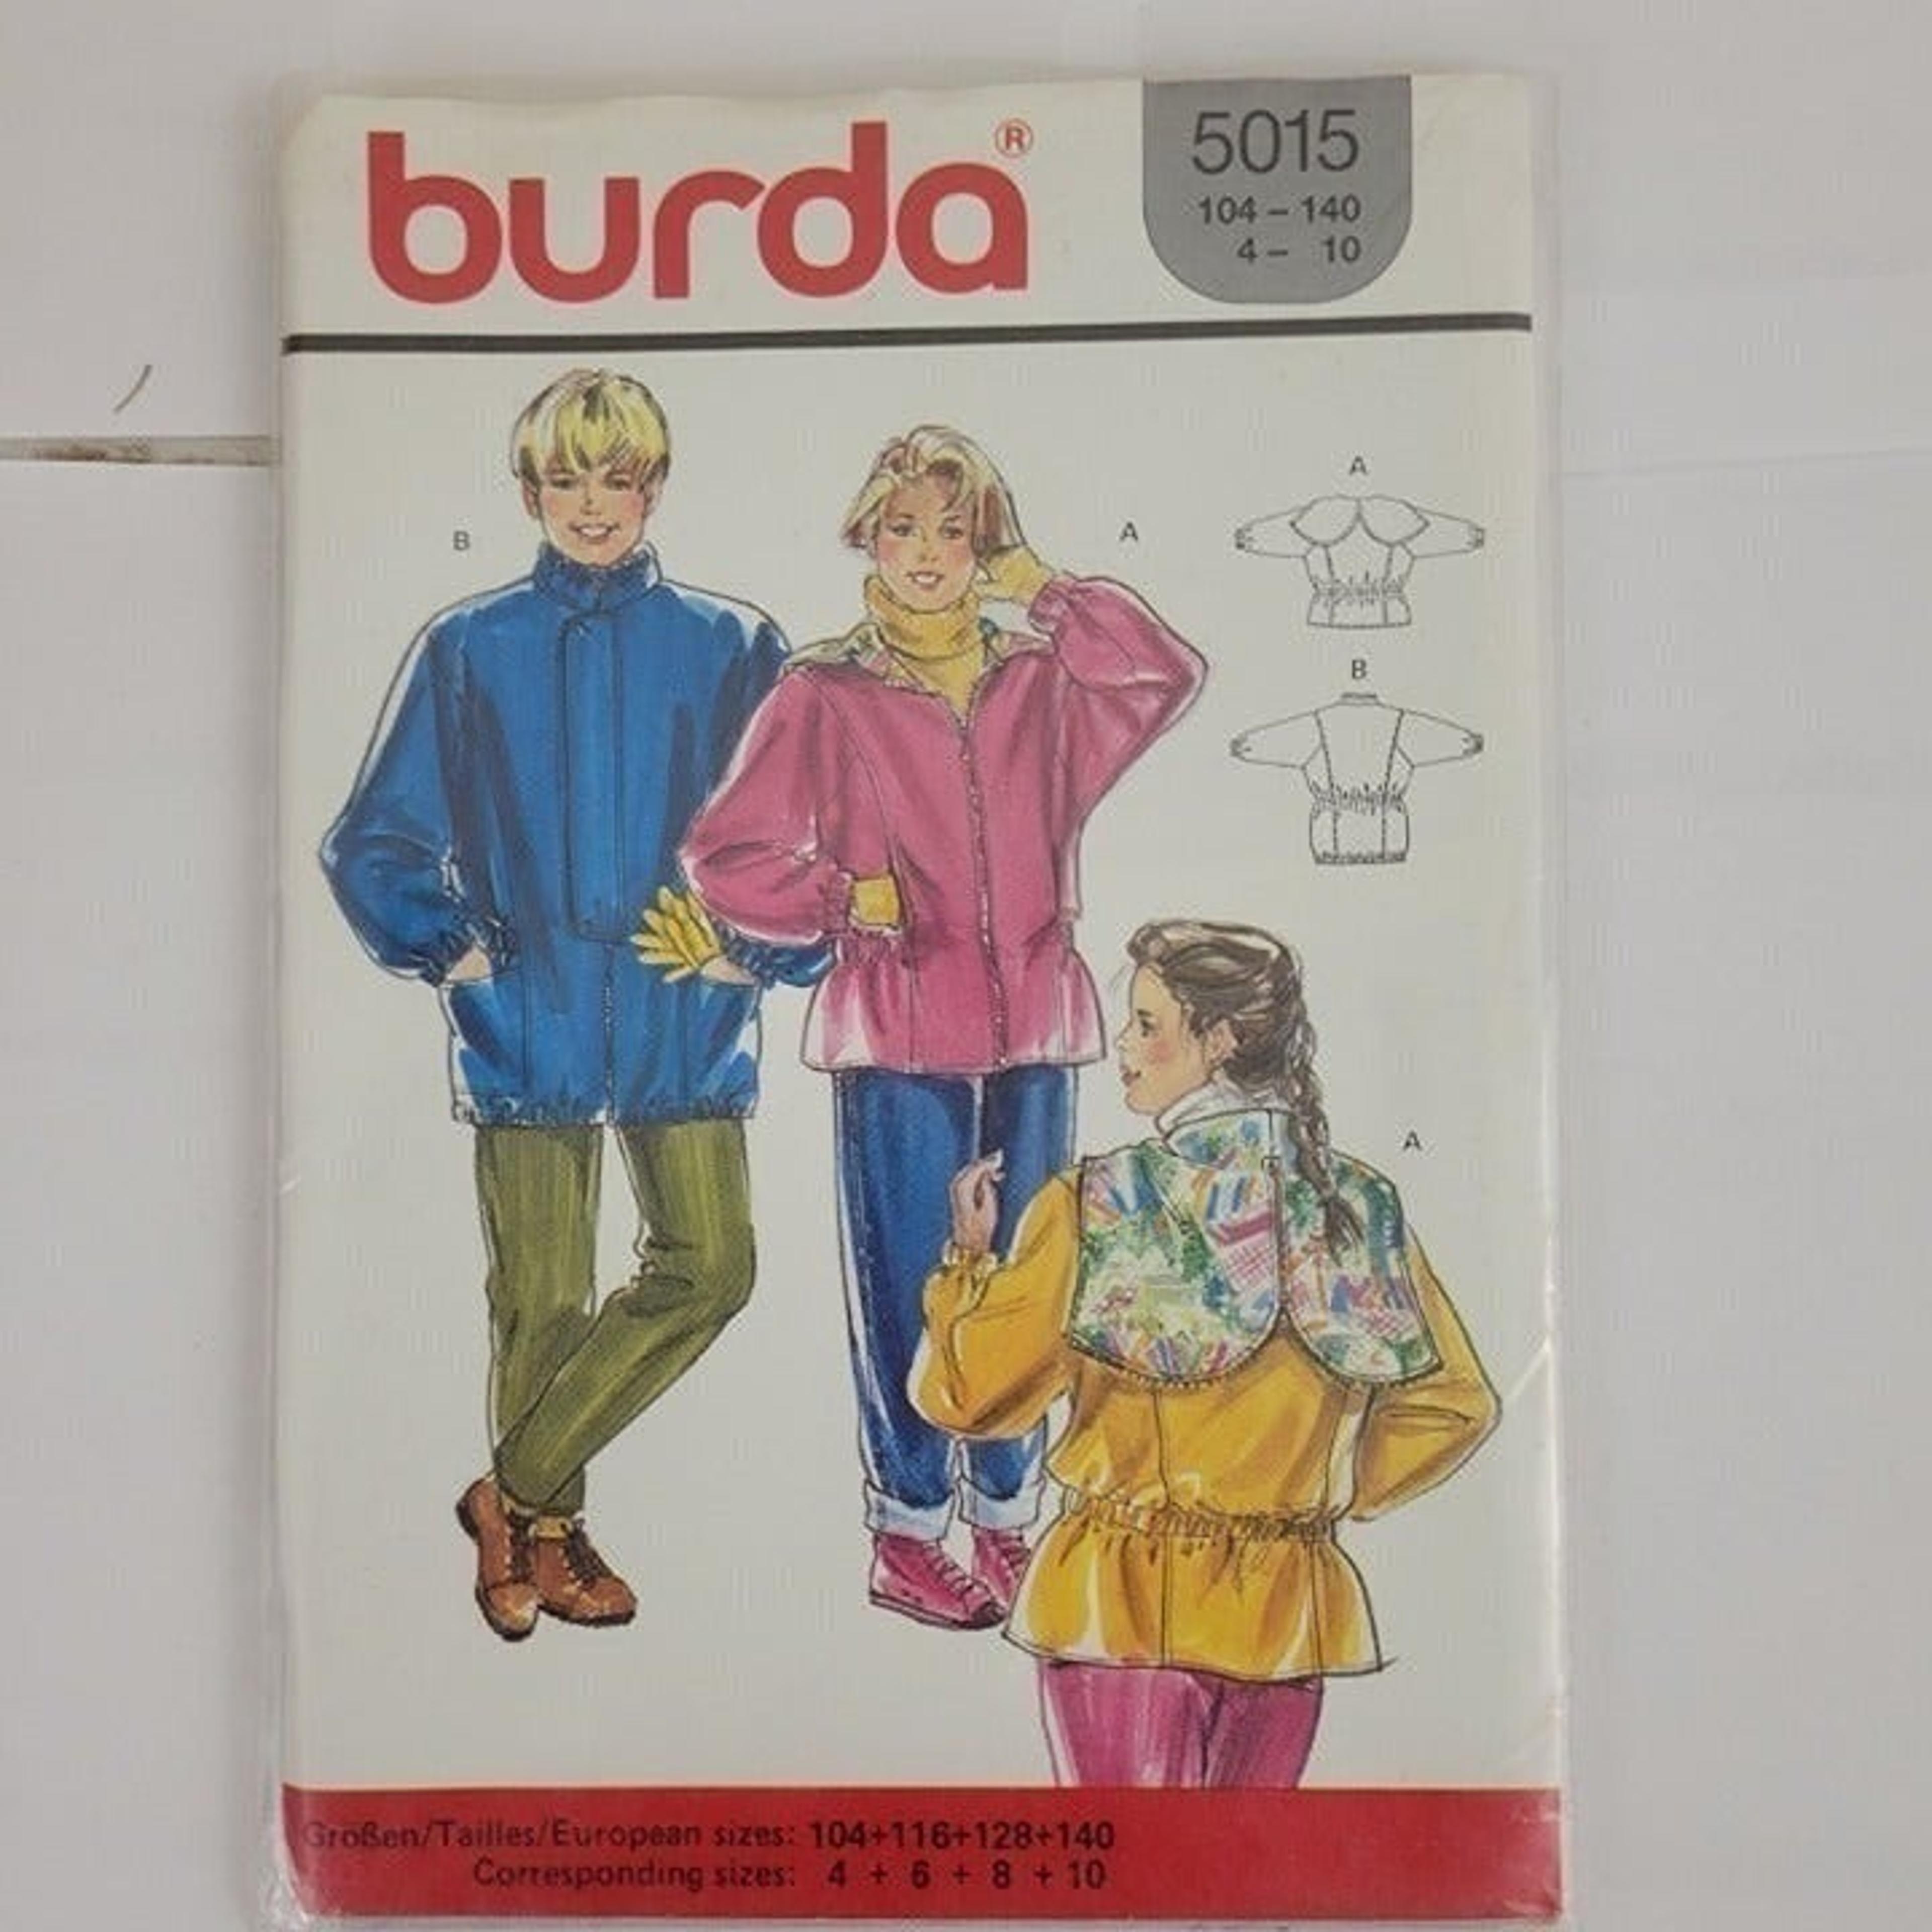 burda®
5015
104 – 140
4 – 10
B
A
A
B
A
Größen/Tailles/European sizes: 104+116+128+140
Corresponding sizes: 4 + 6 + 8 + 10